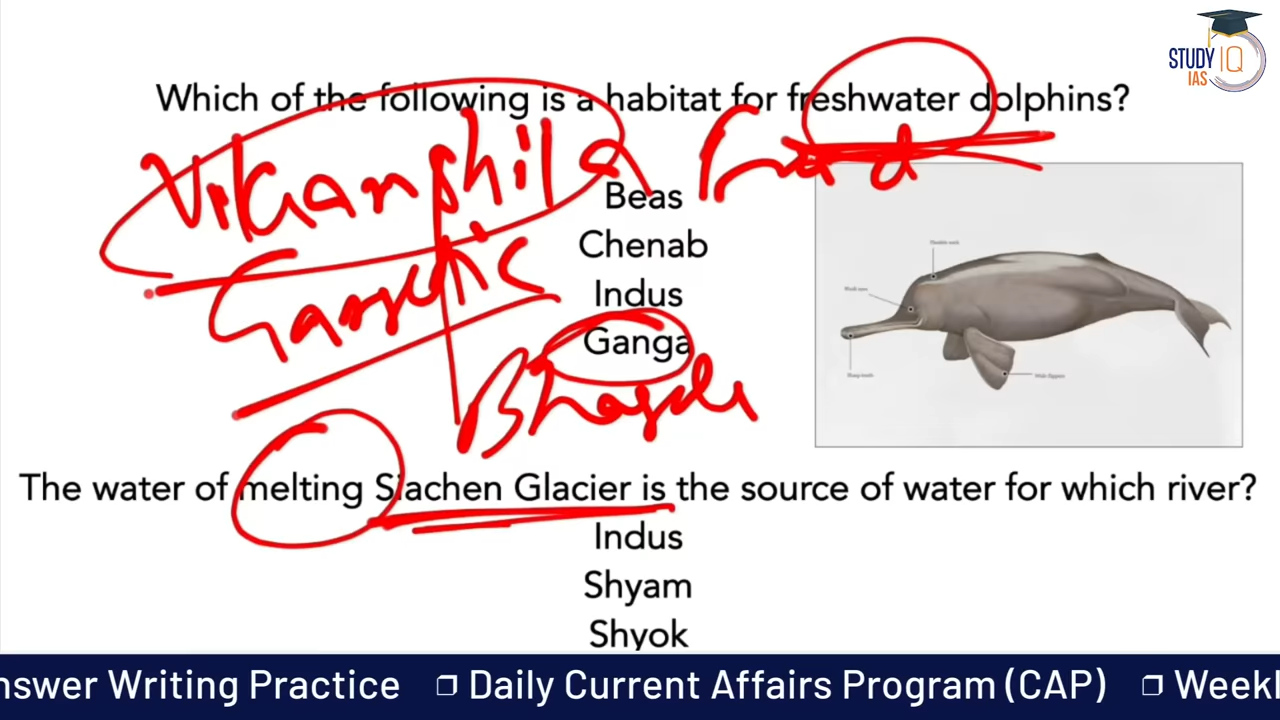 STUDY IQ
IAS
Which of the following is a habitat for freshwater dolphins?
Beas
Chenab
Indus
Ganga
Gangetic
The water of melting Siachen Glacier is the source of water for which river?
Indus
Shyam
Shyok
nswer Writing Practice ❐ Daily Current Affairs Program (CAP) ❐ Weekl